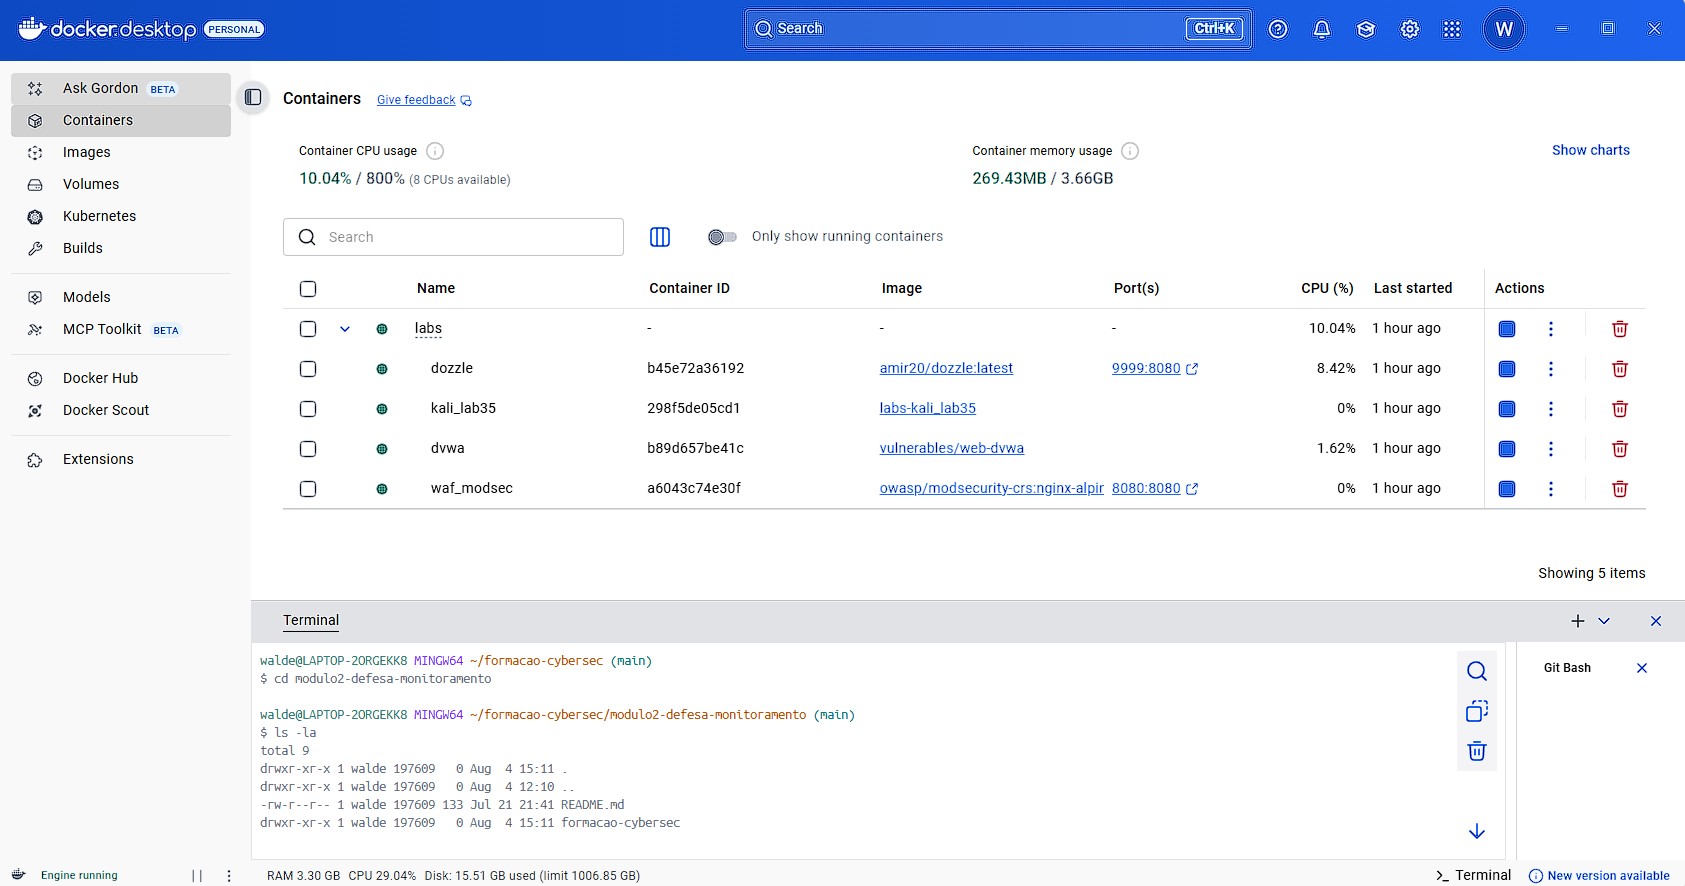 docker.desktop PERSONAL
Search Ctrl+K
W
Ask Gordon BETA
Containers
Images
Volumes
Kubernetes
Builds
Models
MCP Toolkit BETA
Docker Hub
Docker Scout
Extensions
Containers Give feedback
Container CPU usage
10.04% / 800% (8 CPUs available)
Container memory usage
269.43MB / 3.66GB
Show charts
Search
Only show running containers
Name Container ID Image Port(s) CPU (%) Last started Actions
labs - - - 10.04% 1 hour ago
dozzle b45e72a36192 amir20/dozzle:latest 9999:8080 8.42% 1 hour ago
kali_lab35 298f5de05cd1 labs-kali_lab35 0% 1 hour ago
dvwa b89d657be41c vulnerables/web-dvwa 1.62% 1 hour ago
waf_modsec a6043c74e30f owasp/modsecurity-crs:nginx-alpir 8080:8080 0% 1 hour ago
Showing 5 items
Terminal
walde@LAPTOP-2ORGEKK8 MINGW64 ~/formacao-cybersec (main)
$ cd modulo2-defesa-monitoramento
walde@LAPTOP-2ORGEKK8 MINGW64 ~/formacao-cybersec/modulo2-defesa-monitoramento (main)
$ ls -la
total 9
drwxr-xr-x 1 walde 197609   0 Aug  4 15:11 .
drwxr-xr-x 1 walde 197609   0 Aug  4 12:10 ..
-rw-r--r-- 1 walde 197609 133 Jul 21 21:41 README.md
drwxr-xr-x 1 walde 197609   0 Aug  4 15:11 formacao-cybersec
Git Bash
Engine running
RAM 3.30 GB CPU 29.04% Disk: 15.51 GB used (limit 1006.85 GB)
>_ Terminal
New version available